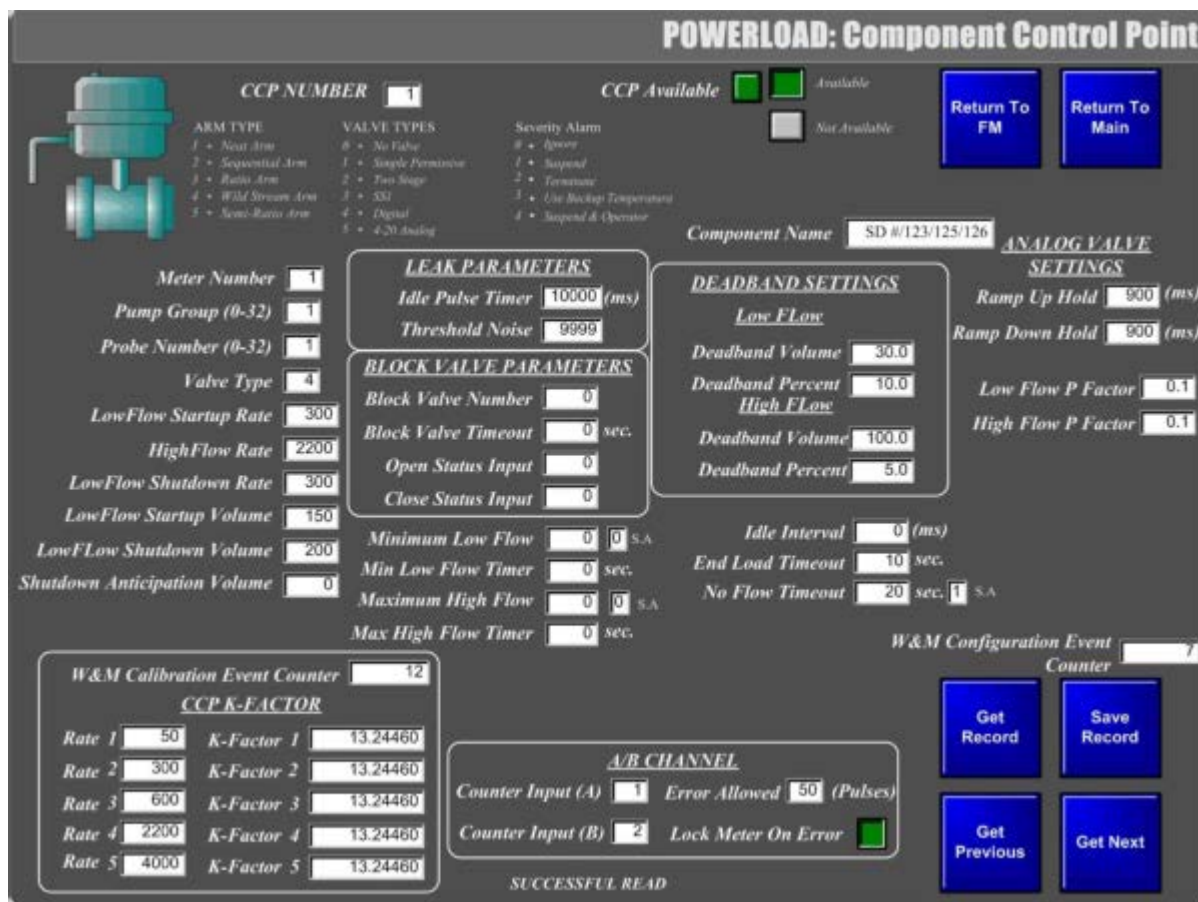 POWERLOAD: Component Control Point
CCP NUMBER 1
CCP Available
Available
Not Available
Return To FM
Return To Main
ARM TYPE
1 • Neat Arm
2 • Sequential Arm
3 • Ratio Arm
4 • Wild Stream Arm
5 • Semi-Ratio Arm
VALVE TYPES
0 • No Valve
1 • Simple Permissive
2 • Two Stage
3 • SSI
4 • Digital
5 • 4-20 Analog
Severity Alarm
0 • Ignore
1 • Suspend
2 • Terminate
3 • Use Backup Temperature
4 • Suspend & Operator
Component Name SD #/123/125/126
Meter Number 1
Pump Group (0-32) 1
Probe Number (0-32) 1
Valve Type 4
LowFlow Startup Rate 300
HighFlow Rate 2200
LowFlow Shutdown Rate 300
LowFlow Startup Volume 150
LowFLow Shutdown Volume 200
Shutdown Anticipation Volume 0
LEAK PARAMETERS
Idle Pulse Timer 10000 (ms)
Threshold Noise 9999
BLOCK VALVE PARAMETERS
Block Valve Number 0
Block Valve Timeout 0 sec.
Open Status Input 0
Close Status Input 0
Minimum Low Flow 0 0 S.A
Min Low Flow Timer 0 sec.
Maximum High Flow 0 0 S.A
Max High Flow Timer 0 sec.
DEADBAND SETTINGS
Low FLow
Deadband Volume 30.0
Deadband Percent 10.0
High FLow
Deadband Volume 100.0
Deadband Percent 5.0
Idle Interval 0 (ms)
End Load Timeout 10 sec.
No Flow Timeout 20 sec. 1 S.A
ANALOG VALVE
SETTINGS
Ramp Up Hold 900 (ms)
Ramp Down Hold 900 (ms)
Low Flow P Factor 0.1
High Flow P Factor 0.1
W&M Configuration Event
Counter 7
W&M Calibration Event Counter 12
CCP K-FACTOR
Rate 1 50 K-Factor 1 13.24460
Rate 2 300 K-Factor 2 13.24460
Rate 3 600 K-Factor 3 13.24460
Rate 4 2200 K-Factor 4 13.24460
Rate 5 4000 K-Factor 5 13.24460
A/B CHANNEL
Counter Input (A) 1 Error Allowed 50 (Pulses)
Counter Input (B) 2 Lock Meter On Error
SUCCESSFUL READ
Get Record
Save Record
Get Previous
Get Next